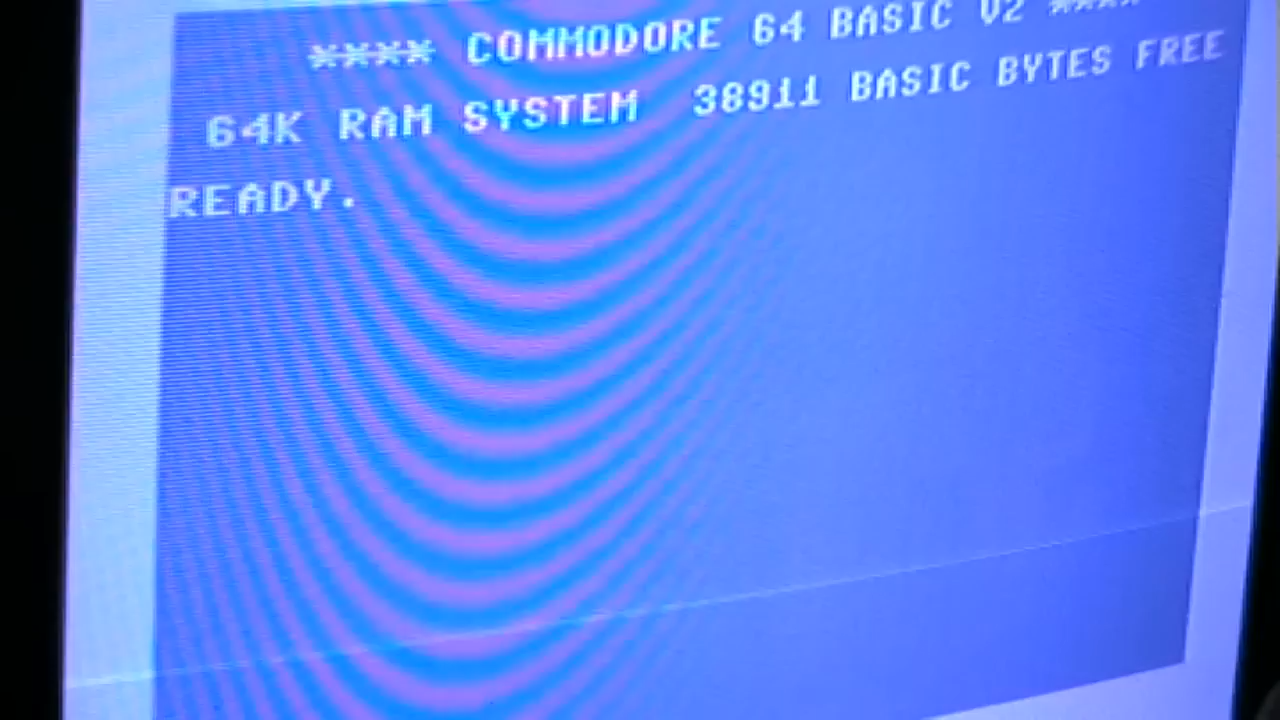 **** COMMODORE 64 BASIC V2 ****
64K RAM SYSTEM  38911 BASIC BYTES FREE
READY.